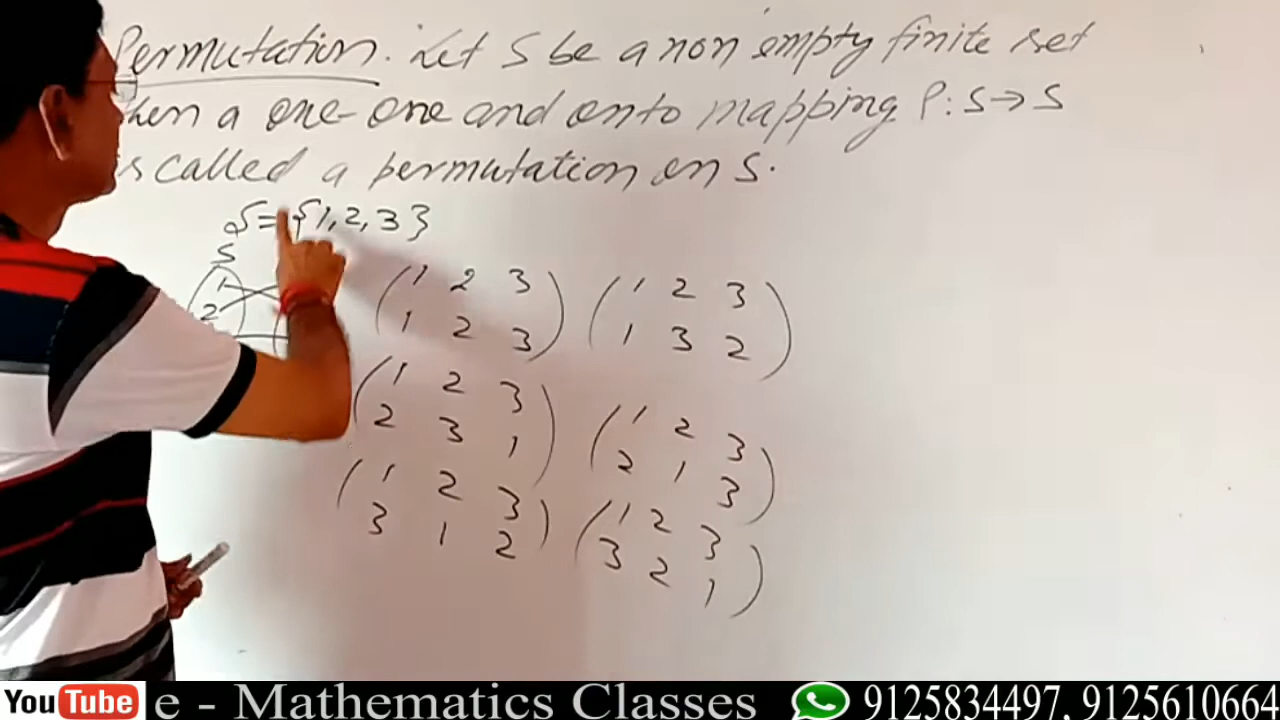 Permutation. Let S be a non empty finite set
then a one-one and onto mapping P: S→S
is called a permutation on S.
S={1,2,3}
S
1
2
(1 2 3) (1 2 3)
(1 2 3) (1 3 2)
(1 2 3) (1 2 3)
(2 3 1) (2 1 3)
(1 2 3) (1 2 3)
(3 1 2) (3 2 1)
YouTube e - Mathematics Classes 9125834497, 9125610664